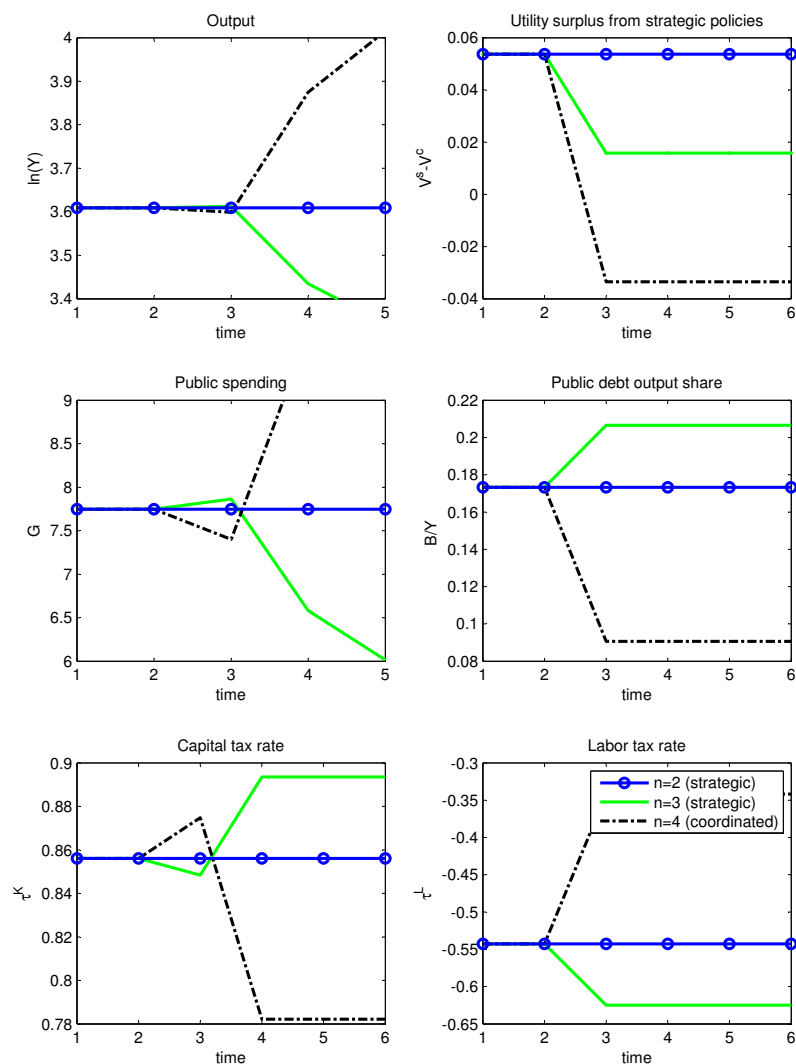 Output
4
3.9
3.8
3.7
3.6
3.5
3.4
ln(Y)
1 2 3 4 5
time
Utility surplus from strategic policies
0.06
0.04
0.02
0
-0.02
-0.04
V^s-V^c
1 2 3 4 5 6
time
Public spending
9
8.5
8
7.5
7
6.5
6
G
1 2 3 4 5
time
Public debt output share
0.22
0.2
0.18
0.16
0.14
0.12
0.1
0.08
B/Y
1 2 3 4 5 6
time
Capital tax rate
0.9
0.88
0.86
0.84
0.82
0.8
0.78
τ^K
1 2 3 4 5 6
time
Labor tax rate
-0.3
-0.35
-0.4
-0.45
-0.5
-0.55
-0.6
-0.65
τ^L
1 2 3 4 5 6
time
n=2 (strategic)
n=3 (strategic)
n=4 (coordinated)